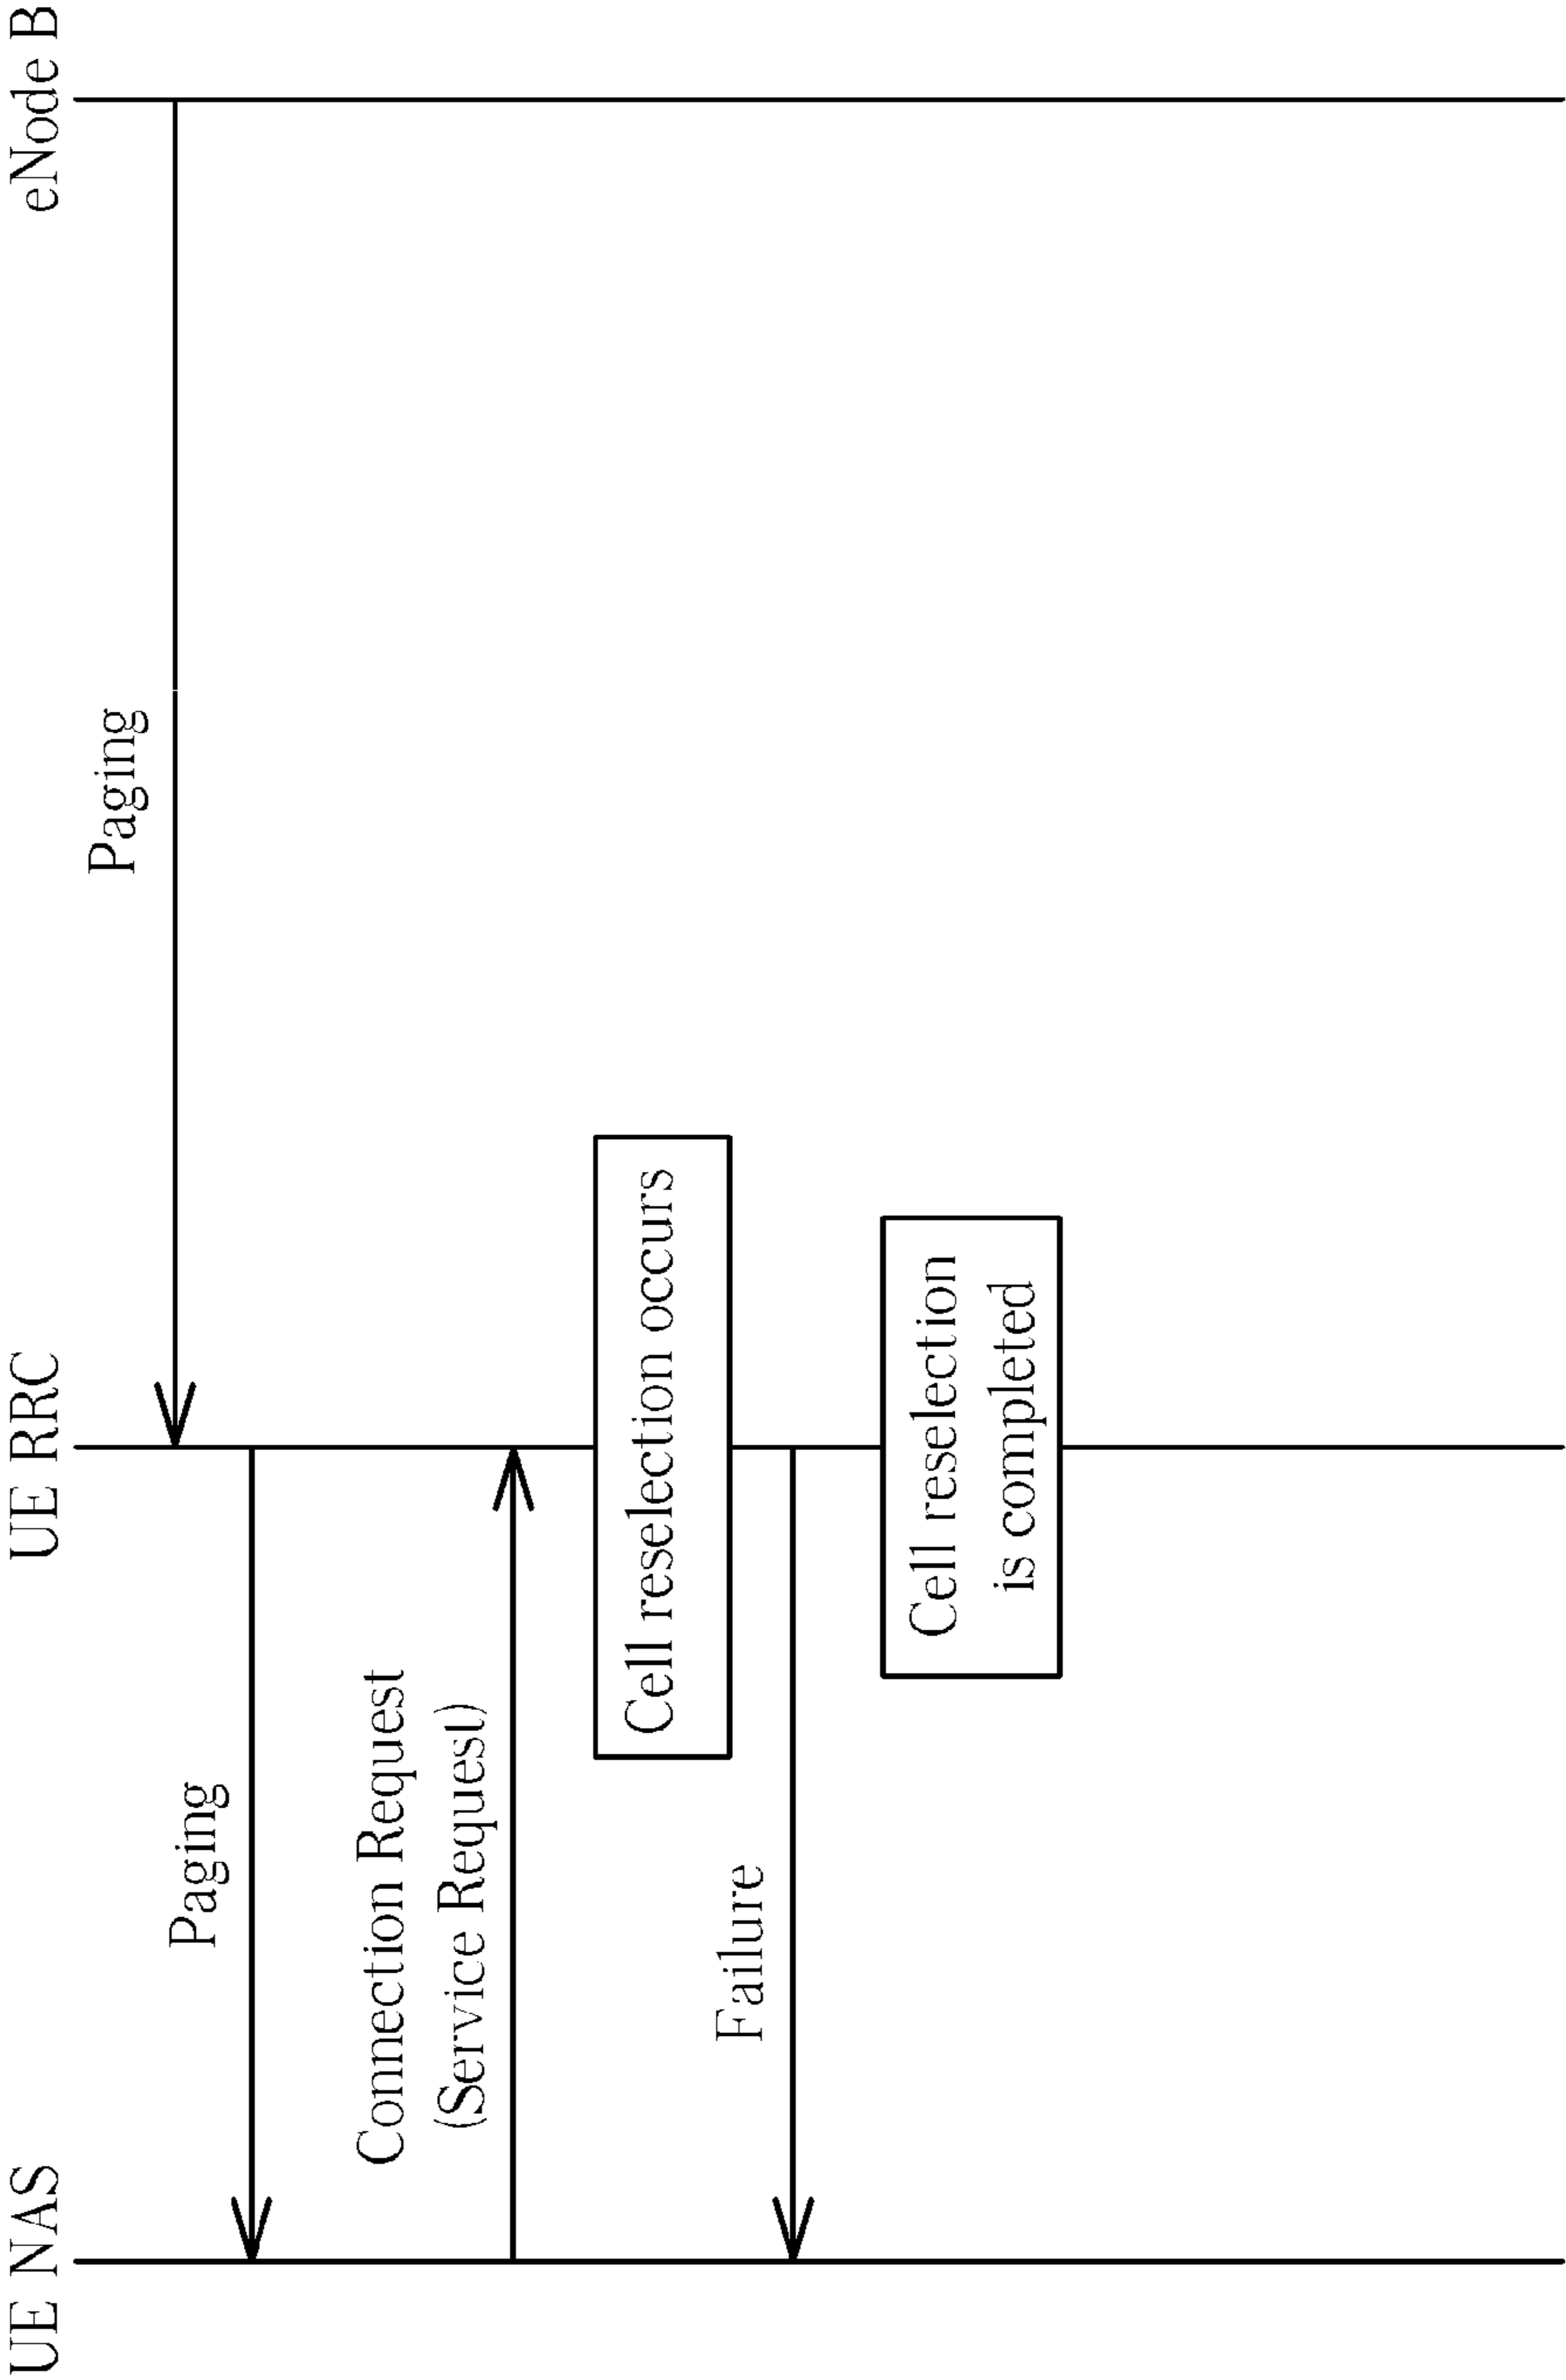 UE NAS
UE RRC
eNode B
Paging
Paging
Connection Request
(Service Request)
Cell reselection occurs
Failure
Cell reselection
is completed